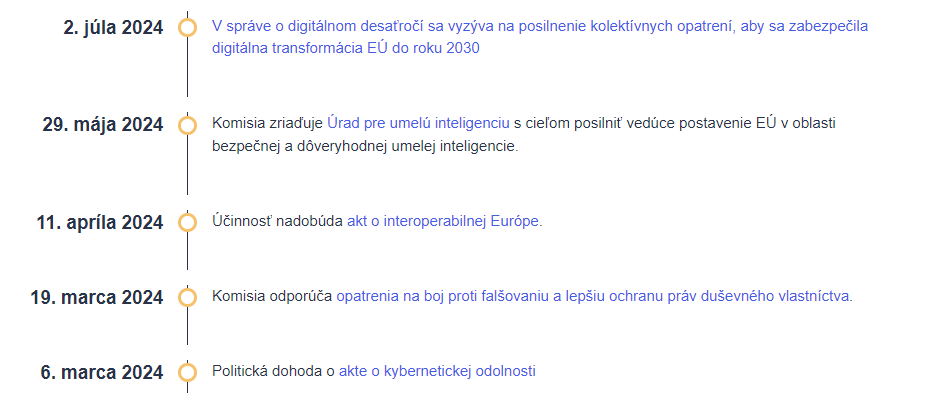 2. júla 2024
V správe o digitálnom desaťročí sa vyzýva na posilnenie kolektívnych opatrení, aby sa zabezpečila
digitálna transformácia EÚ do roku 2030
29. mája 2024
Komisia zriaďuje Úrad pre umelú inteligenciu s cieľom posilniť vedúce postavenie EÚ v oblasti
bezpečnej a dôveryhodnej umelej inteligencie.
11. apríla 2024
Účinnosť nadobúda akt o interoperabilnej Európe.
19. marca 2024
Komisia odporúča opatrenia na boj proti falšovaniu a lepšiu ochranu práv duševného vlastníctva.
6. marca 2024
Politická dohoda o akte o kybernetickej odolnosti